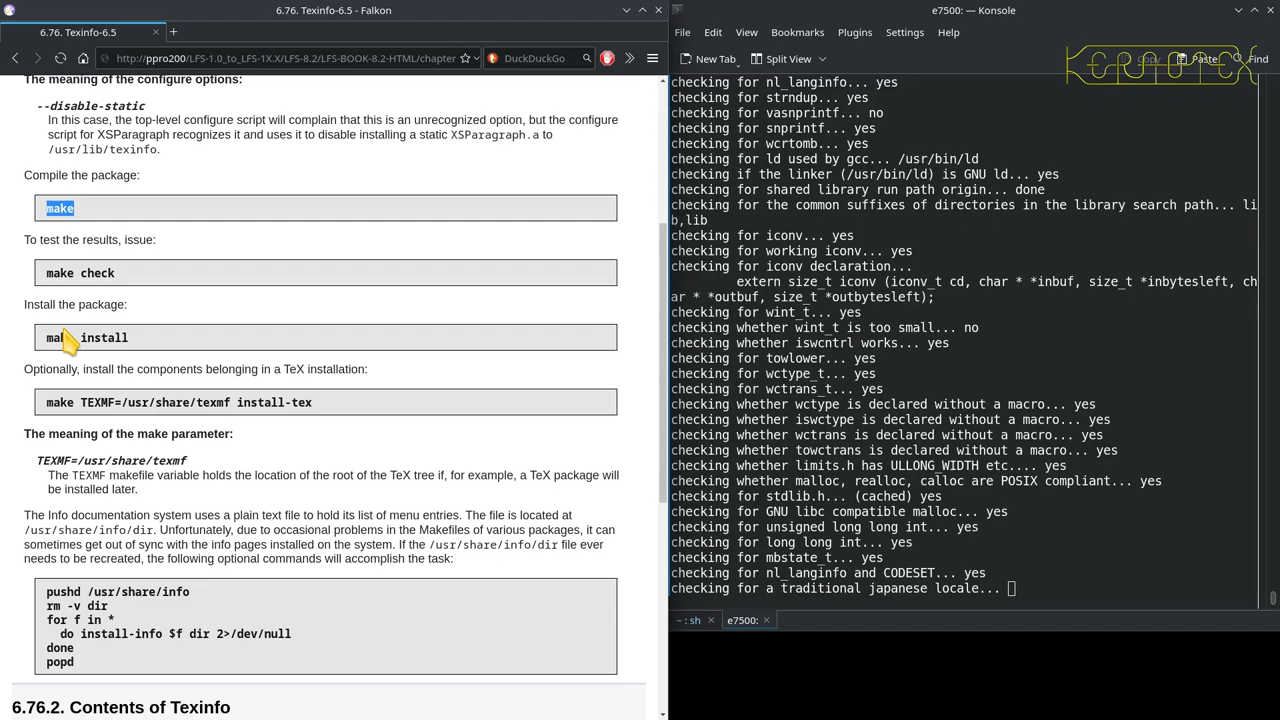 6.76. Texinfo-6.5 - Falkon
6.76. Texinfo-6.5
http://ppro200/LFS-1.0_to_LFS-1X.X/LFS-8.2/LFS-BOOK-8.2-HTML/chapter
DuckDuckGo
The meaning of the configure options:
--disable-static
In this case, the top-level configure script will complain that this is an unrecognized option, but the configure
script for XSParagraph recognizes it and uses it to disable installing a static XSParagraph.a to
/usr/lib/texinfo.
Compile the package:
make
To test the results, issue:
make check
Install the package:
make install
Optionally, install the components belonging in a TeX installation:
make TEXMF=/usr/share/texmf install-tex
The meaning of the make parameter:
TEXMF=/usr/share/texmf
The TEXMF makefile variable holds the location of the root of the TeX tree if, for example, a TeX package will
be installed later.
The Info documentation system uses a plain text file to hold its list of menu entries. The file is located at
/usr/share/info/dir. Unfortunately, due to occasional problems in the Makefiles of various packages, it can
sometimes get out of sync with the info pages installed on the system. If the /usr/share/info/dir file ever
needs to be recreated, the following optional commands will accomplish the task:
pushd /usr/share/info
rm -v dir
for f in *
do install-info $f dir 2>/dev/null
done
popd
6.76.2. Contents of Texinfo
e7500: — Konsole
File Edit View Bookmarks Plugins Settings Help
New Tab Split View Copy Paste Find
checking for nl_langinfo... yes
checking for strndup... yes
checking for vasnprintf... no
checking for snprintf... yes
checking for wcrtomb... yes
checking for ld used by gcc... /usr/bin/ld
checking if the linker (/usr/bin/ld) is GNU ld... yes
checking for shared library run path origin... done
checking for the common suffixes of directories in the library search path... li
b,lib
checking for iconv... yes
checking for working iconv... yes
checking for iconv declaration...
extern size_t iconv (iconv_t cd, char * *inbuf, size_t *inbytesleft, ch
ar * *outbuf, size_t *outbytesleft);
checking for wint_t... yes
checking whether wint_t is too small... no
checking whether iswcntrl works... yes
checking for towlower... yes
checking for wctype_t... yes
checking for wctrans_t... yes
checking whether wctype is declared without a macro... yes
checking whether iswctype is declared without a macro... yes
checking whether wctrans is declared without a macro... yes
checking whether towctrans is declared without a macro... yes
checking whether limits.h has ULLONG_WIDTH etc.... yes
checking whether malloc, realloc, calloc are POSIX compliant... yes
checking for stdlib.h... (cached) yes
checking for GNU libc compatible malloc... yes
checking for unsigned long long int... yes
checking for long long int... yes
checking for mbstate_t... yes
checking for nl_langinfo and CODESET... yes
checking for a traditional japanese locale...
~ : sh
e7500: